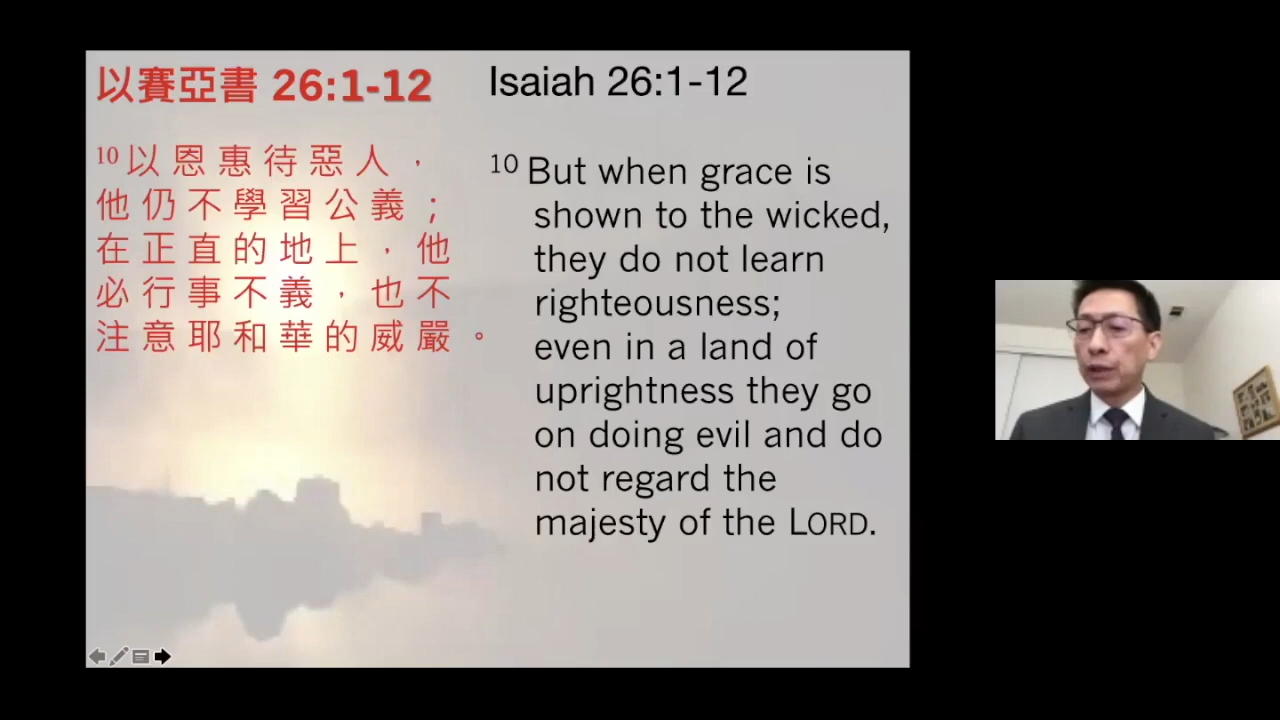 以賽亞書 26:1-12
10 以恩惠待惡人，
他仍不學習公義；
在正直的地上，他
必行事不義，也不
注意耶和華的威嚴。
Isaiah 26:1-12
10 But when grace is
shown to the wicked,
they do not learn
righteousness;
even in a land of
uprightness they go
on doing evil and do
not regard the
majesty of the LORD.